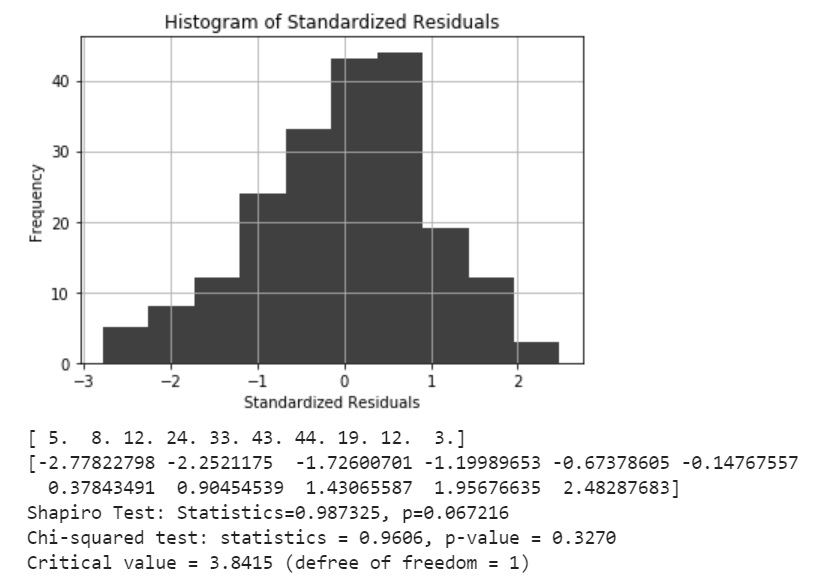 Histogram of Standardized Residuals
40
30
20
10
0
Frequency
−3 −2 −1 0 1 2
Standardized Residuals
[ 5.  8. 12. 24. 33. 43. 44. 19. 12.  3.]
[-2.77822798 -2.2521175  -1.72600701 -1.19989653 -0.67378605 -0.14767557
  0.37843491  0.90454539  1.43065587  1.95676635  2.48287683]
Shapiro Test: Statistics=0.987325, p=0.067216
Chi-squared test: statistics = 0.9606, p-value = 0.3270
Critical value = 3.8415 (defree of freedom = 1)